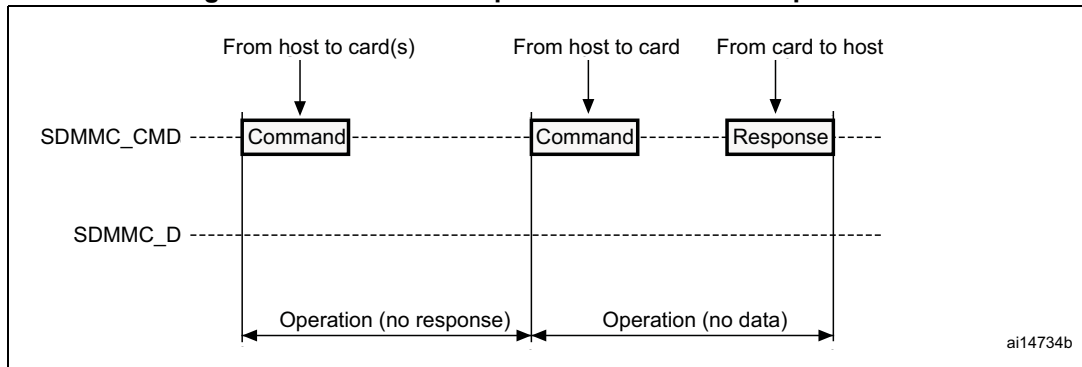 From host to card(s) From host to card From card to host
SDMMC_CMD Command Command Response
SDMMC_D
Operation (no response) Operation (no data)
ai14734b